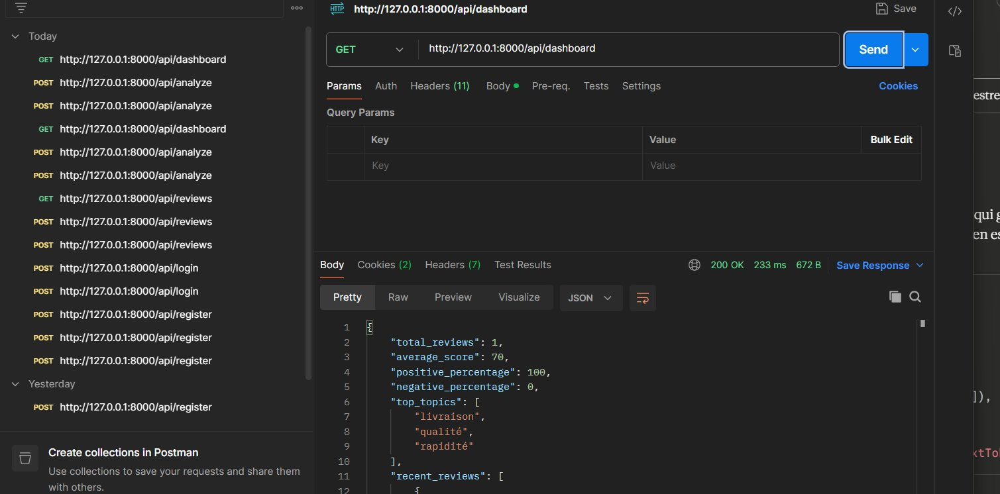 HTTP http://127.0.0.1:8000/api/dashboard
Save
Today
GET http://127.0.0.1:8000/api/dashboard
POST http://127.0.0.1:8000/api/analyze
POST http://127.0.0.1:8000/api/analyze
GET http://127.0.0.1:8000/api/dashboard
POST http://127.0.0.1:8000/api/analyze
POST http://127.0.0.1:8000/api/analyze
GET http://127.0.0.1:8000/api/reviews
POST http://127.0.0.1:8000/api/reviews
POST http://127.0.0.1:8000/api/reviews
POST http://127.0.0.1:8000/api/login
POST http://127.0.0.1:8000/api/login
POST http://127.0.0.1:8000/api/register
POST http://127.0.0.1:8000/api/register
POST http://127.0.0.1:8000/api/register
Yesterday
POST http://127.0.0.1:8000/api/register
Create collections in Postman
Use collections to save your requests and share them
with others.
GET http://127.0.0.1:8000/api/dashboard Send
Params Auth Headers (11) Body Pre-req. Tests Settings Cookies
Query Params
Key Value Bulk Edit
Key Value
Body Cookies (2) Headers (7) Test Results 200 OK 233 ms 672 B Save Response
Pretty Raw Preview Visualize JSON
1 {
2 "total_reviews": 1,
3 "average_score": 70,
4 "positive_percentage": 100,
5 "negative_percentage": 0,
6 "top_topics": [
7 "livraison",
8 "qualité",
9 "rapidité"
10 ],
11 "recent_reviews": [
12 {
estre
qui g
en es
]),
xtTo